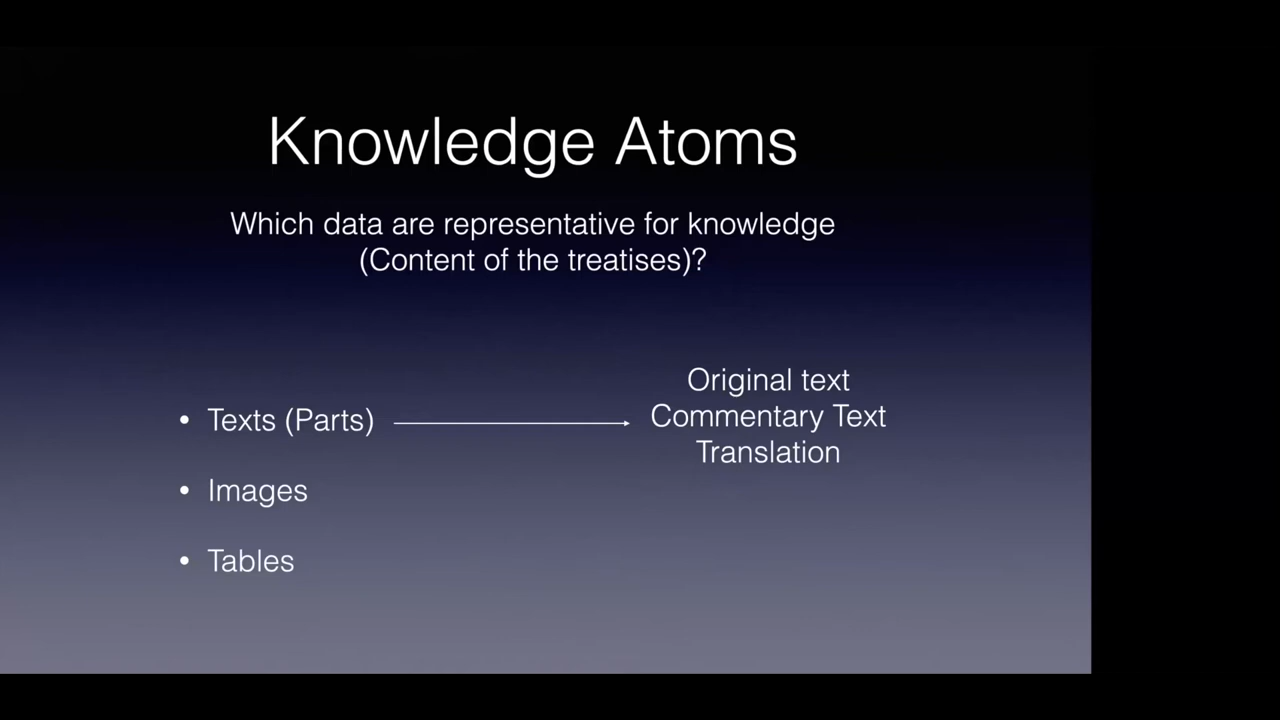 Knowledge Atoms
Which data are representative for knowledge
(Content of the treatises)?
• Texts (Parts)
Original text
Commentary Text
Translation
• Images
• Tables